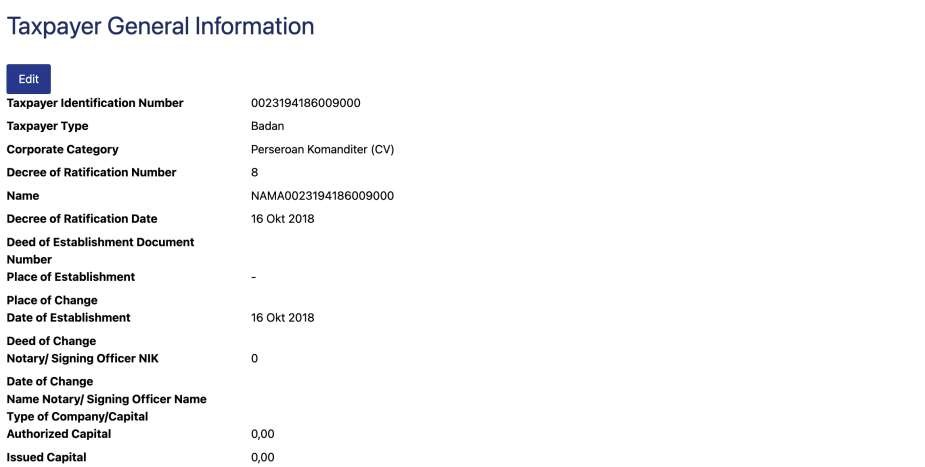 Taxpayer General Information
Edit
Taxpayer Identification Number 0023194186009000
Taxpayer Type Badan
Corporate Category Perseroan Komanditer (CV)
Decree of Ratification Number 8
Name NAMA0023194186009000
Decree of Ratification Date 16 Okt 2018
Deed of Establishment Document
Number
Place of Establishment -
Place of Change
Date of Establishment 16 Okt 2018
Deed of Change
Notary/ Signing Officer NIK 0
Date of Change
Name Notary/ Signing Officer Name
Type of Company/Capital
Authorized Capital 0,00
Issued Capital 0,00